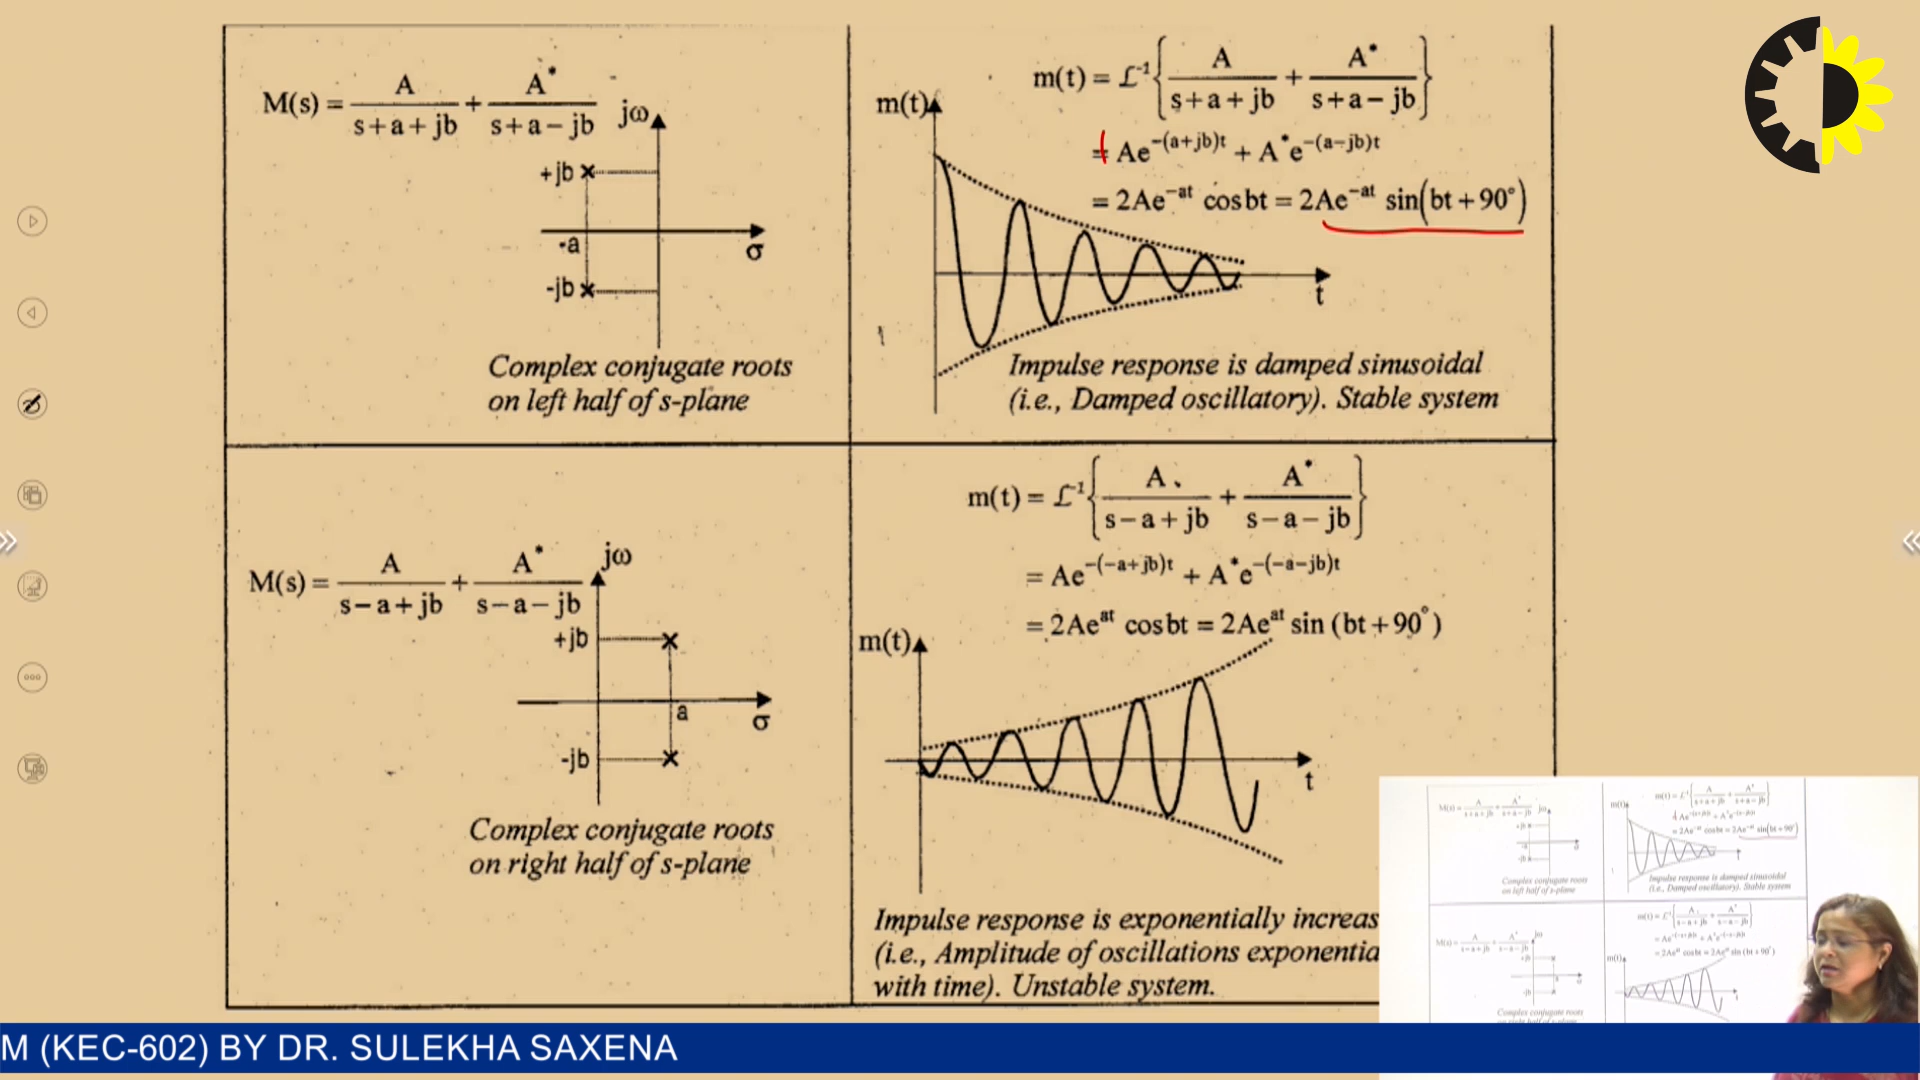 M(s) = A/(s+a+jb) + A*/(s+a−jb)
jω
+jb
-a
σ
-jb
Complex conjugate roots
on left half of s-plane
m(t) = ℒ⁻¹{A/(s+a+jb) + A*/(s+a−jb)}
m(t)
= Ae^−(a+jb)t + A*e^−(a−jb)t
= 2Ae^−at cosbt = 2Ae^−at sin(bt+90°)
t
Impulse response is damped sinusoidal
(i.e., Damped oscillatory). Stable system
M(s) = A/(s−a+jb) + A*/(s−a−jb)
jω
+jb
a
σ
-jb
Complex conjugate roots
on right half of s-plane
m(t) = ℒ⁻¹{A/(s−a+jb) + A*/(s−a−jb)}
= Ae^−(−a+jb)t + A*e^−(−a−jb)t
= 2Ae^at cosbt = 2Ae^at sin (bt+90°)
m(t)
t
Impulse response is exponentially increas
(i.e., Amplitude of oscillations exponentia
with time). Unstable system.
M (KEC-602) BY DR. SULEKHA SAXENA